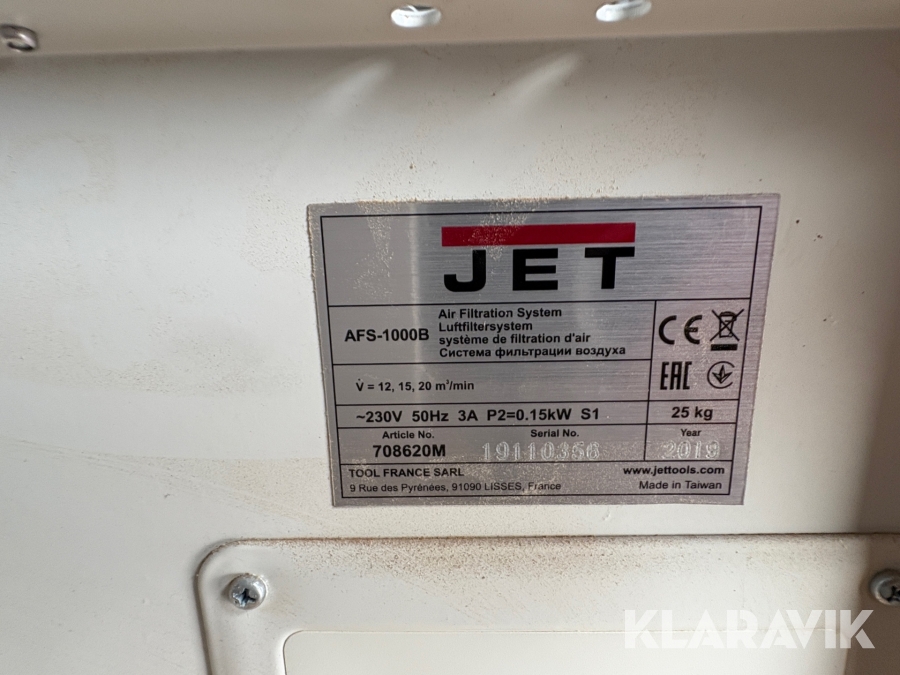 JET
AFS-1000B
Air Filtration System
Luftfiltersystem
système de filtration d'air
Система фильтрации воздуха
CE
EAC
V̇ = 12, 15, 20 m³/min
~230V 50Hz 3A P2=0.15kW S1
25 kg
Article No.
708620M
Serial No.
19110356
Year
2019
TOOL FRANCE SARL
9 Rue des Pyrénées, 91090 LISSES, France
www.jettools.com
Made in Taiwan
KLARAVIK